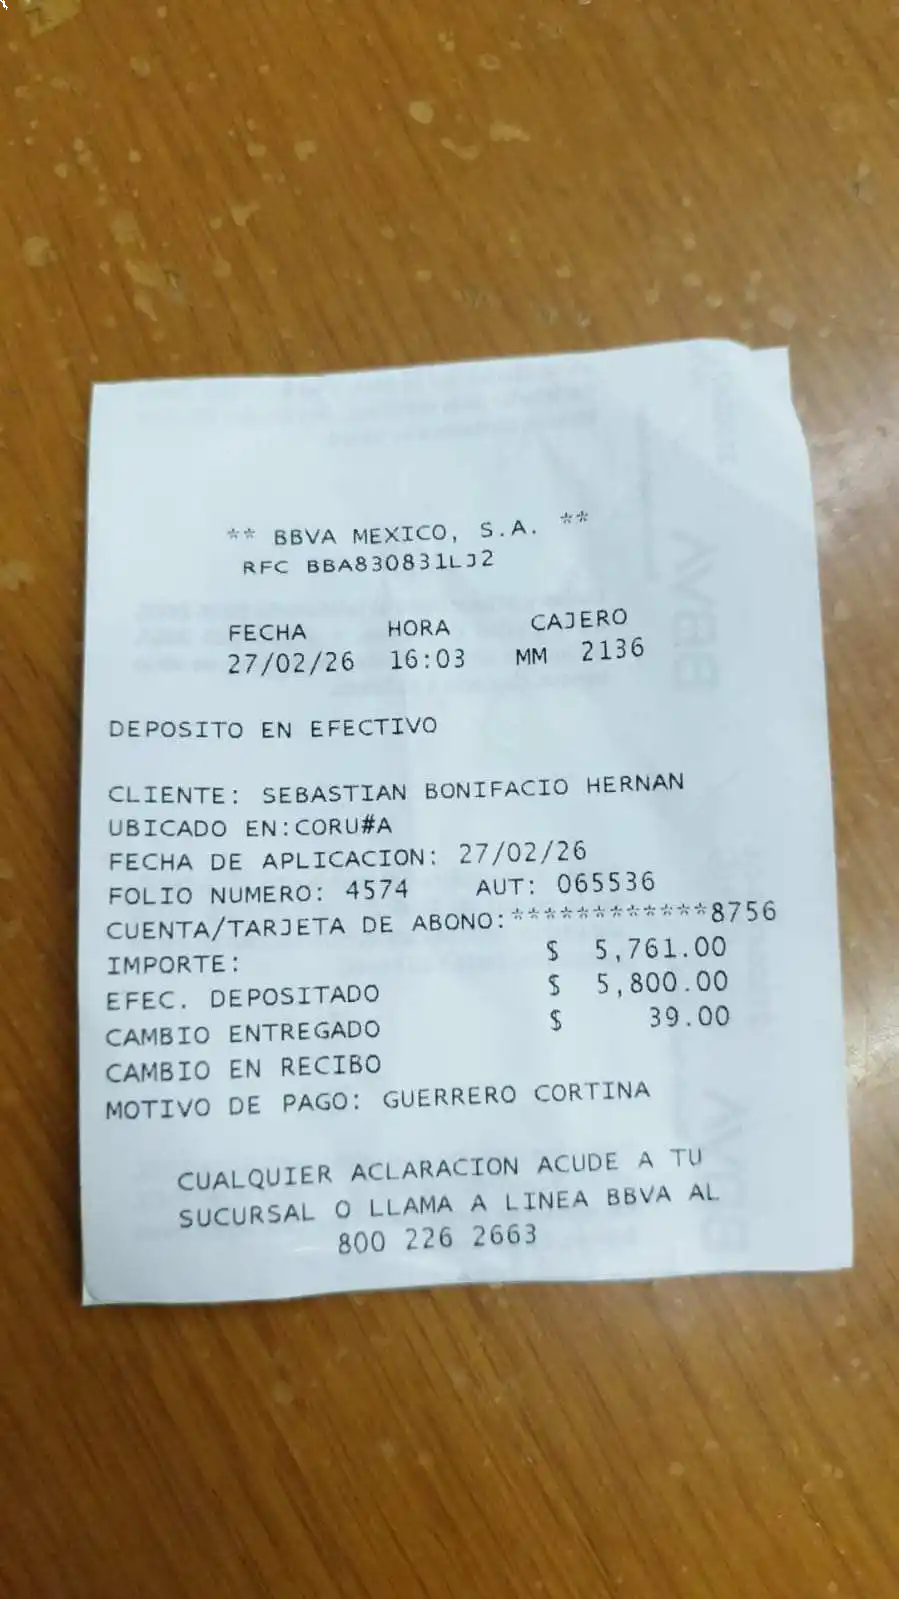 ** BBVA MEXICO, S.A. **
RFC BBA830831LJ2
FECHA HORA CAJERO
27/02/26 16:03 MM 2136
DEPOSITO EN EFECTIVO
CLIENTE: SEBASTIAN BONIFACIO HERNAN
UBICADO EN:CORU#A
FECHA DE APLICACION: 27/02/26
FOLIO NUMERO: 4574 AUT: 065536
CUENTA/TARJETA DE ABONO:************8756
IMPORTE: $ 5,761.00
EFEC. DEPOSITADO $ 5,800.00
CAMBIO ENTREGADO $ 39.00
CAMBIO EN RECIBO
MOTIVO DE PAGO: GUERRERO CORTINA
CUALQUIER ACLARACION ACUDE A TU
SUCURSAL O LLAMA A LINEA BBVA AL
800 226 2663
BBVA
BBVA